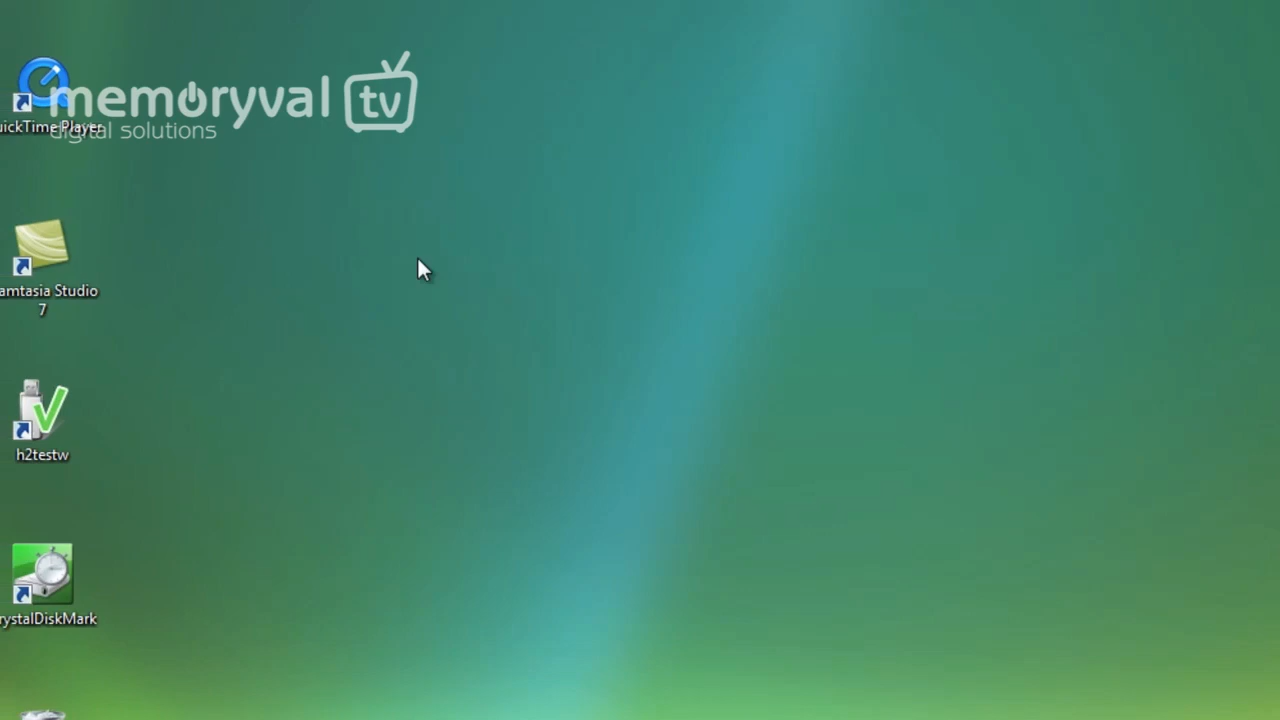 memoryval tv
digital solutions
uickTime Player
amtasia Studio
7
h2testw
rystalDiskMark